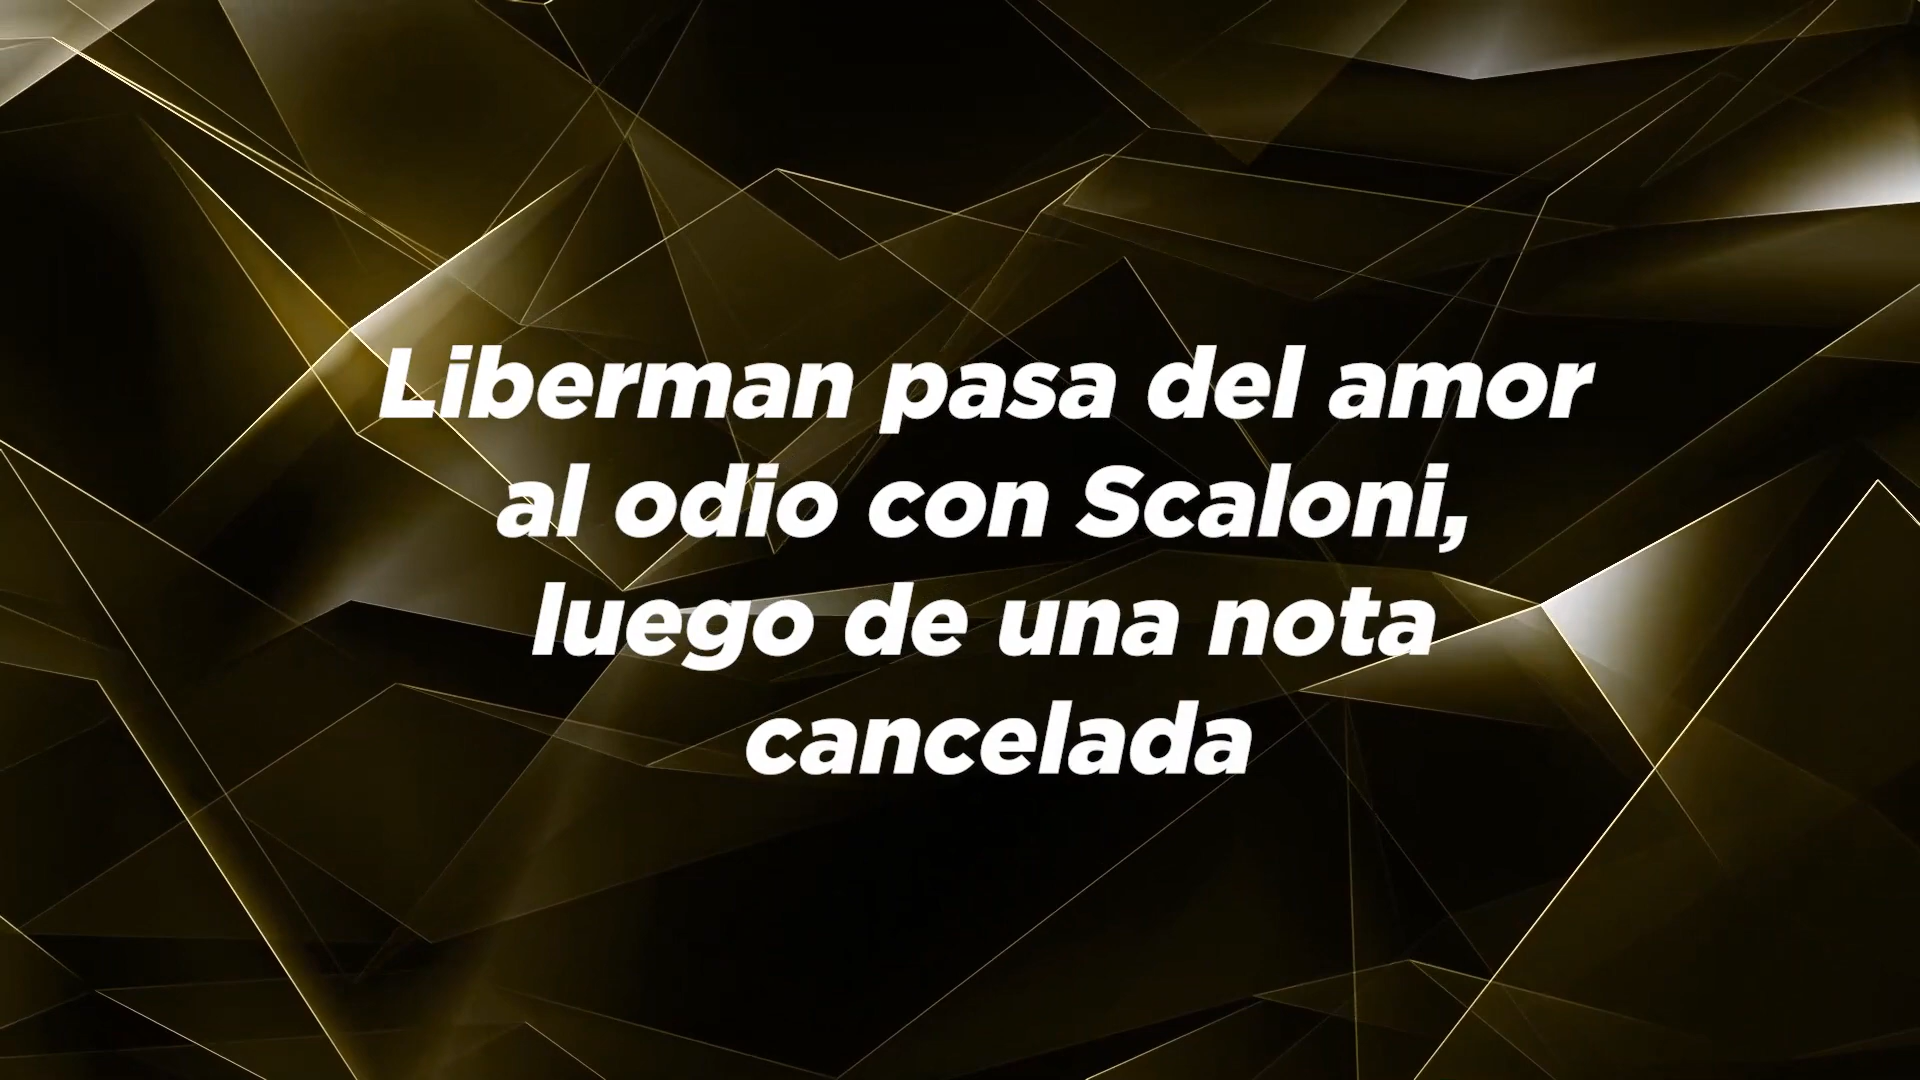 Liberman pasa del amor
al odio con Scaloni,
luego de una nota
cancelada